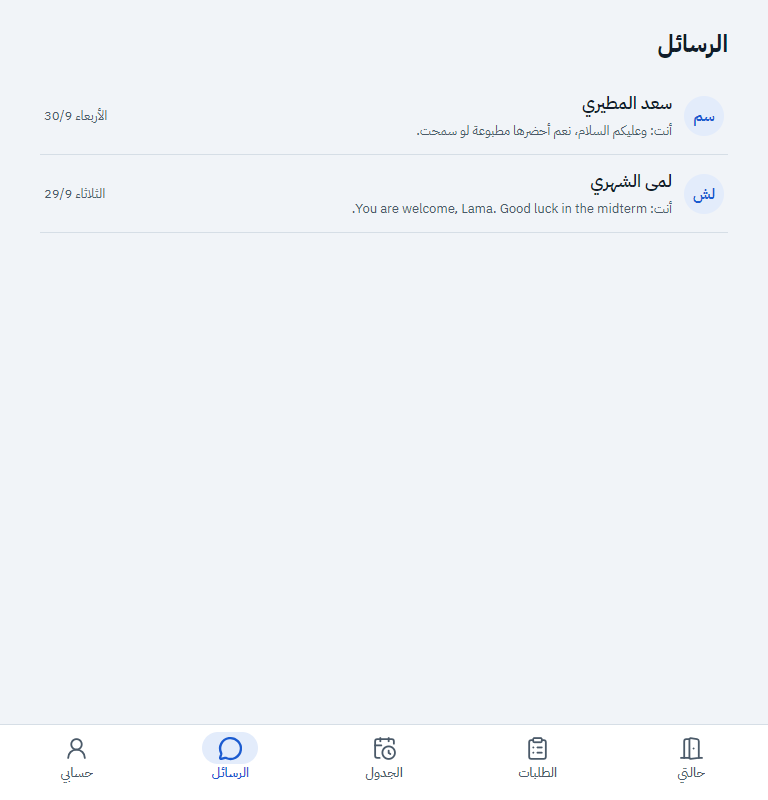 الرسائل
سم
سعد المطيري
الأربعاء 30/9
أنت: وعليكم السلام، نعم أحضرها مطبوعة لو سمحت.
لش
لمى الشهري
الثلاثاء 29/9
أنت: You are welcome, Lama. Good luck in the midterm.
حالتي
الطلبات
الجدول
الرسائل
حسابي